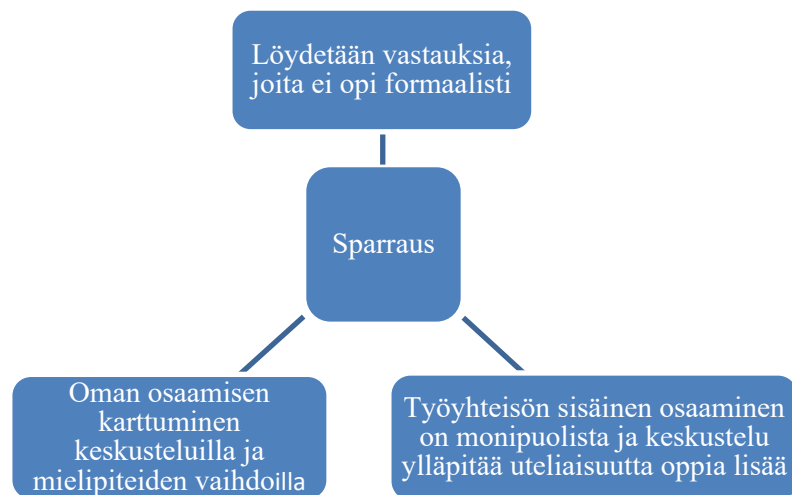 Löydetään vastauksia,
joita ei opi formaalisti
Sparraus
Oman osaamisen
karttuminen
keskusteluilla ja
mielipiteiden vaihdoilla
Työyhteisön sisäinen osaaminen
on monipuolista ja keskustelu
ylläpitää uteliaisuutta oppia lisää